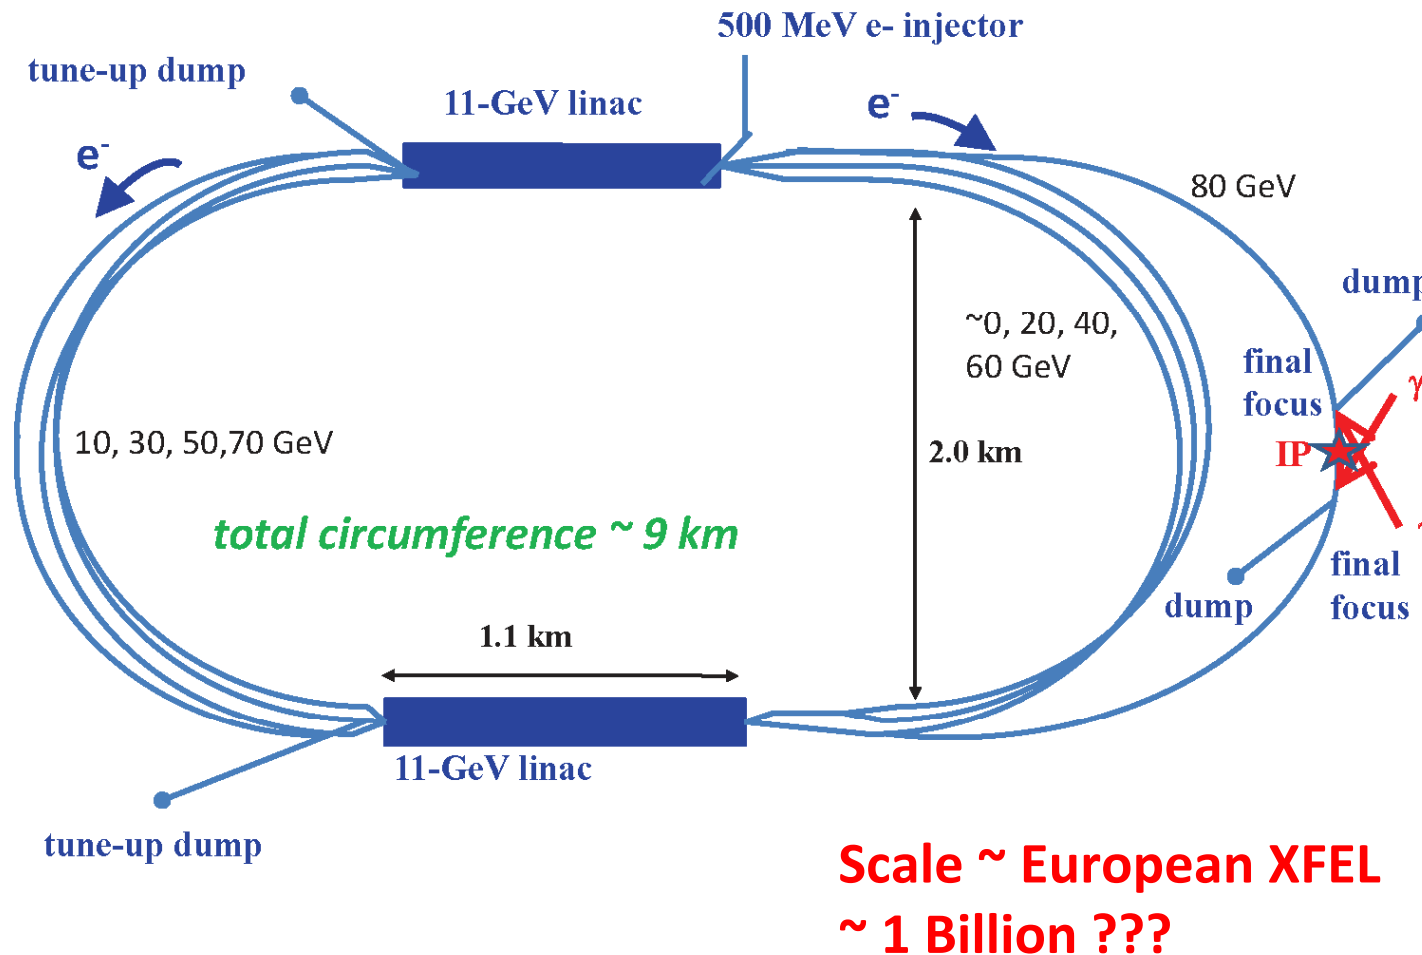 500 MeV e- injector
tune-up dump
11-GeV linac
e-
e-
80 GeV
dump
~0, 20, 40,
60 GeV
final
focus
γ
10, 30, 50,70 GeV
2.0 km
IP
total circumference ~ 9 km
final
focus
dump
1.1 km
11-GeV linac
tune-up dump
Scale ~ European XFEL
~ 1 Billion ???